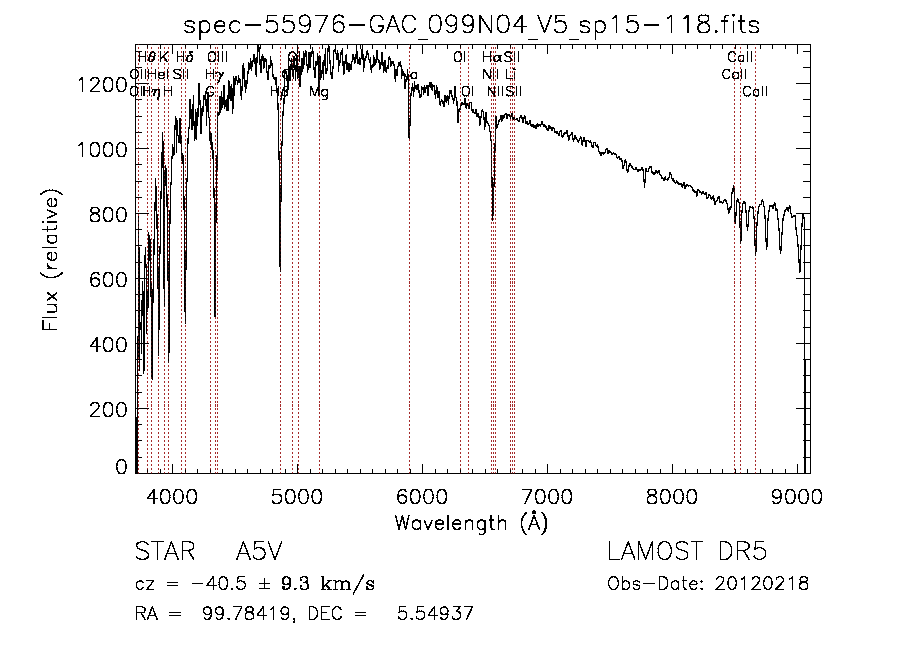 spec-55976-GAC_099N04_V5_sp15-118.fits
Hθ K Hδ OIII Hα SII CaII
OII HeI SII Hγ NII Li CaII
OII Hη H G Hβ Mg OI NII SII CaII
Na
OI
1200
1000
800
600
400
200
0
Flux (relative)
4000 5000 6000 7000 8000 9000
Wavelength (Å)
STAR A5V LAMOST DR5
cz = −40.5 ± 9.3 km/s Obs-Date: 20120218
RA = 99.78419, DEC = 5.54937